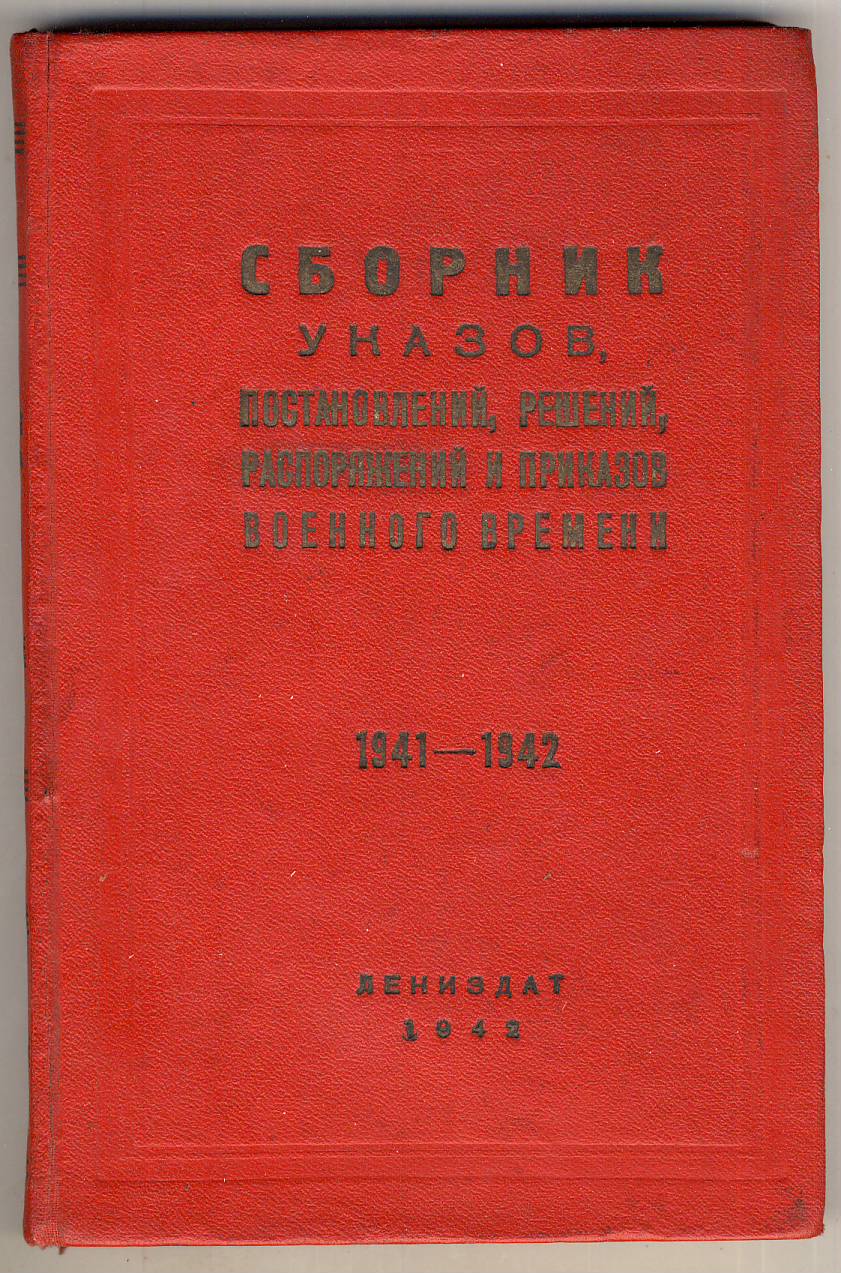 СБОРНИК
УКАЗОВ,
ПОСТАНОВЛЕНИЙ, РЕШЕНИЙ,
РАСПОРЯЖЕНИЙ И ПРИКАЗОВ
ВОЕННОГО ВРЕМЕНИ
1941—1942
ЛЕНИЗДАТ
1942